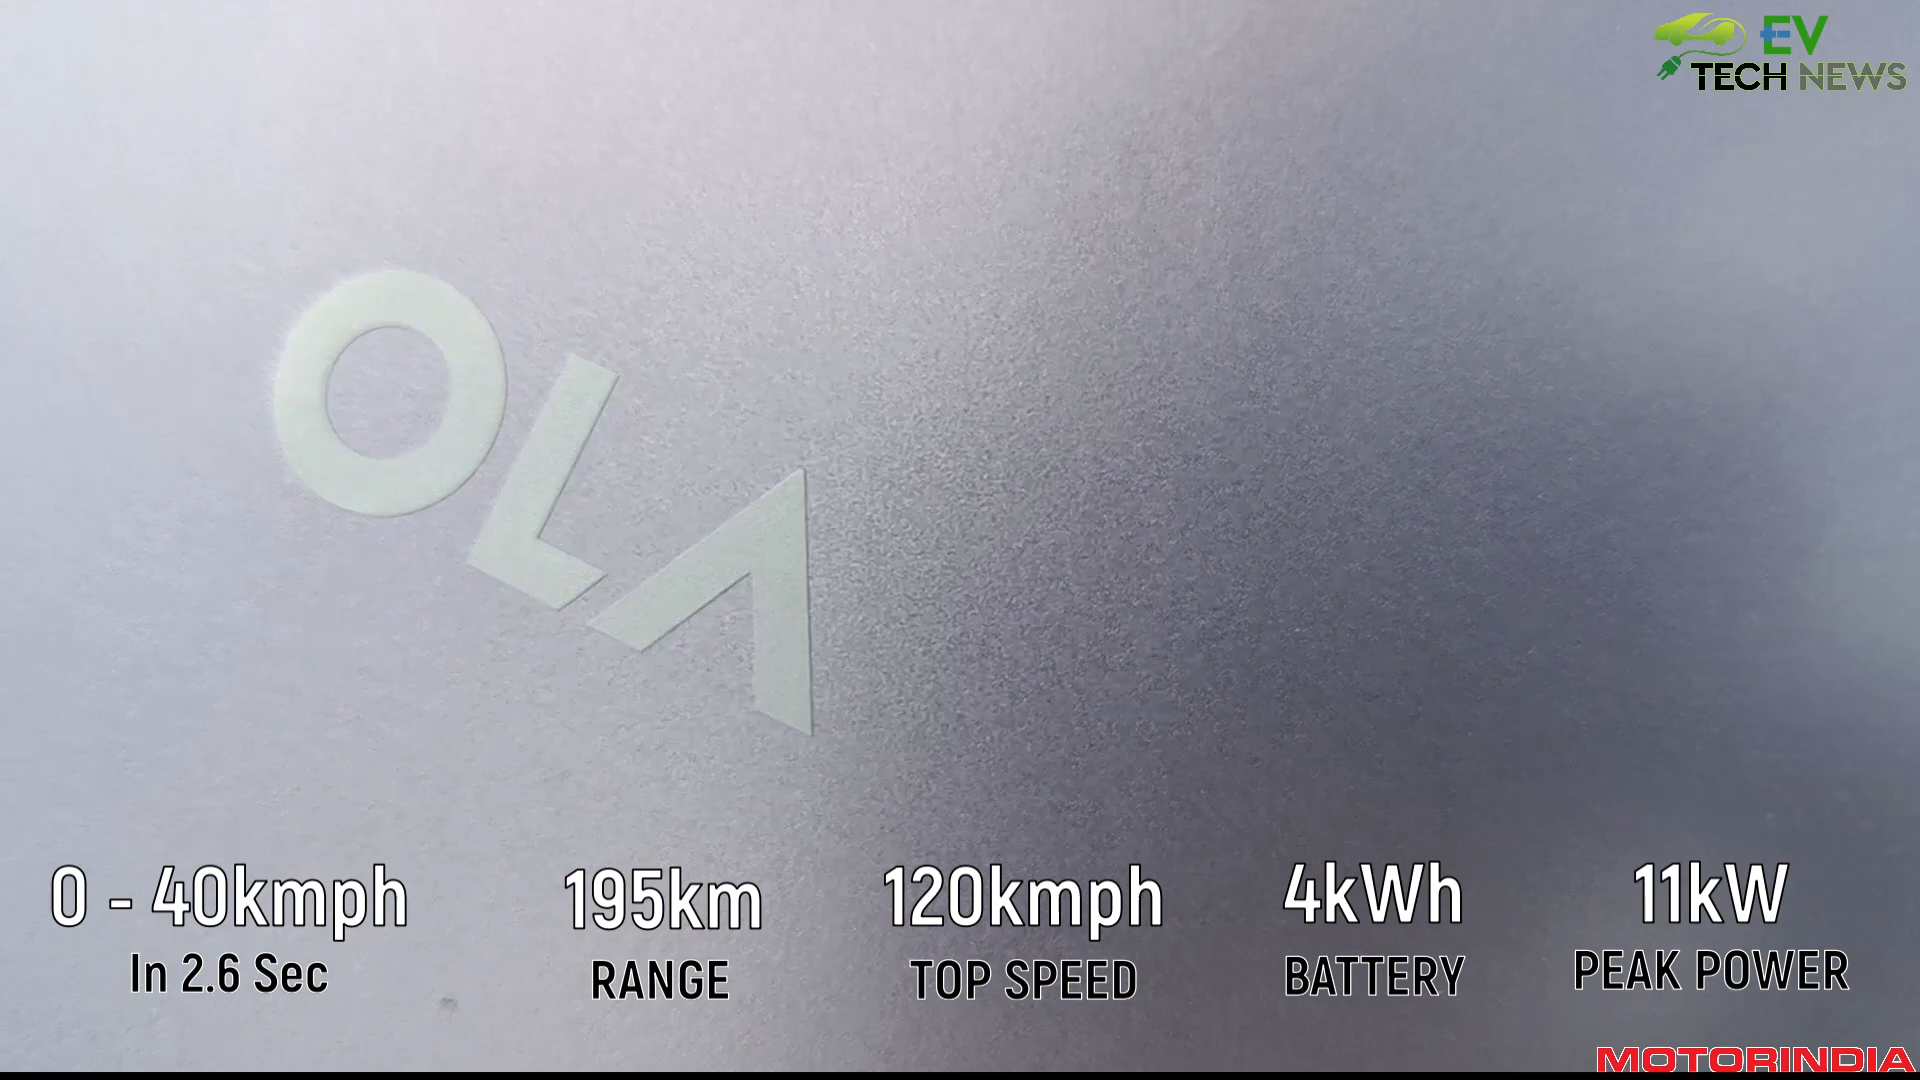 EV
TECH NEWS
OLA
0 - 40kmph
In 2.6 Sec
195km
RANGE
120kmph
TOP SPEED
4kWh
BATTERY
11kW
PEAK POWER
MOTORINDIA